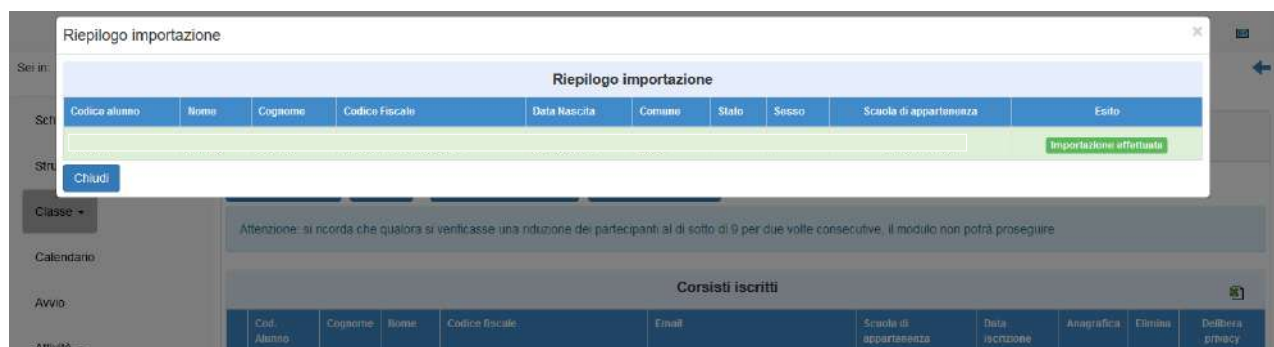 Riepilogo importazione
×
Sei in:
Riepilogo importazione
Codice alunno Nome Cognome Codice Fiscale Data Nascita Comune Stato Sesso Scuola di appartenenza Esito
Importazione effettuata
Chiudi
Classe
Attenzione: si ricorda che qualora si verificasse una riduzione dei partecipanti al di sotto di 9 per due volte consecutive, il modulo non potrà proseguire
Calendario
Corsisti iscritti
Avvio
Cod. Alunno Cognome Nome Codice fiscale Email Scuola di appartenenza Data iscrizione Anagrafica Elimina Delibera privacy